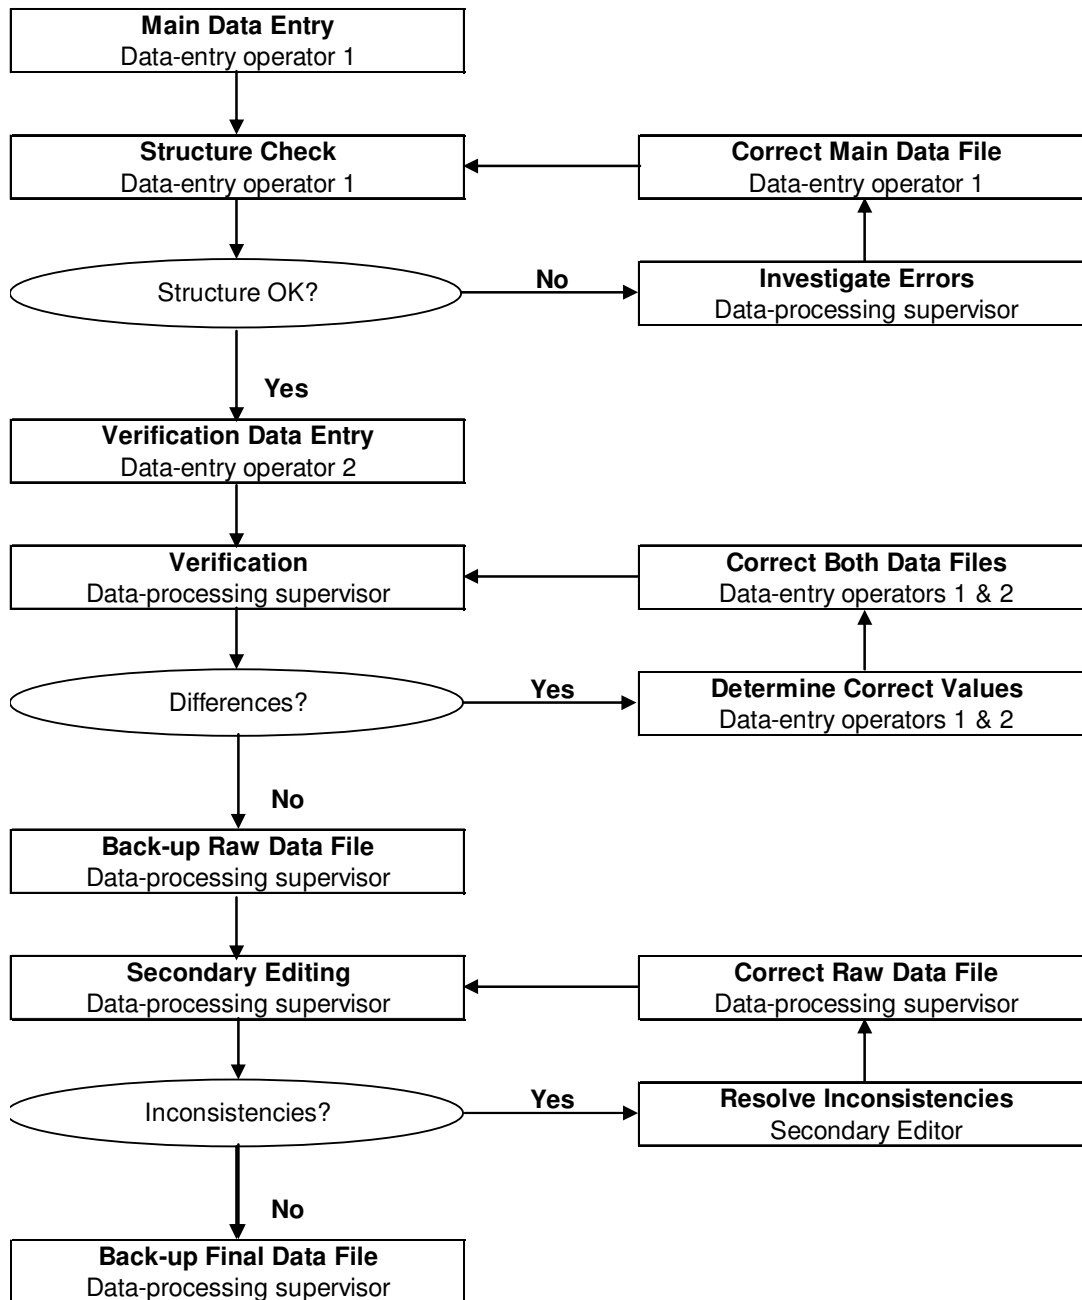 Main Data Entry
Data-entry operator 1
Structure Check
Data-entry operator 1
Correct Main Data File
Data-entry operator 1
Structure OK?
No
Investigate Errors
Data-processing supervisor
Yes
Verification Data Entry
Data-entry operator 2
Verification
Data-processing supervisor
Correct Both Data Files
Data-entry operators 1 & 2
Differences?
Yes
Determine Correct Values
Data-entry operators 1 & 2
No
Back-up Raw Data File
Data-processing supervisor
Secondary Editing
Data-processing supervisor
Correct Raw Data File
Data-processing supervisor
Inconsistencies?
Yes
Resolve Inconsistencies
Secondary Editor
No
Back-up Final Data File
Data-processing supervisor